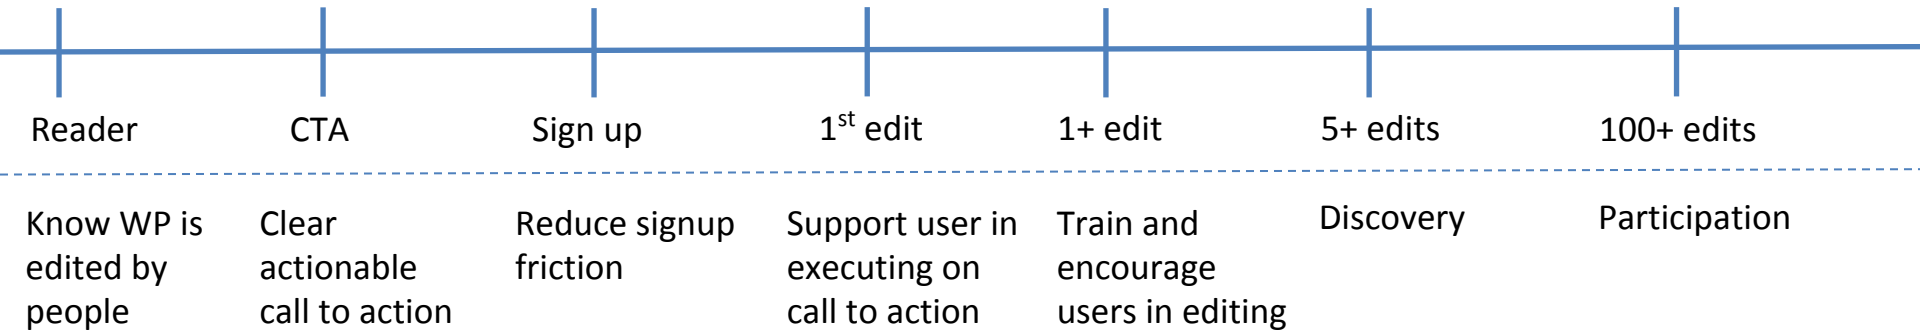 Reader
CTA
Sign up
1st edit
1+ edit
5+ edits
100+ edits
Know WP is
edited by
people
Clear
actionable
call to action
Reduce signup
friction
Support user in
executing on
call to action
Train and
encourage
users in editing
Discovery
Participation